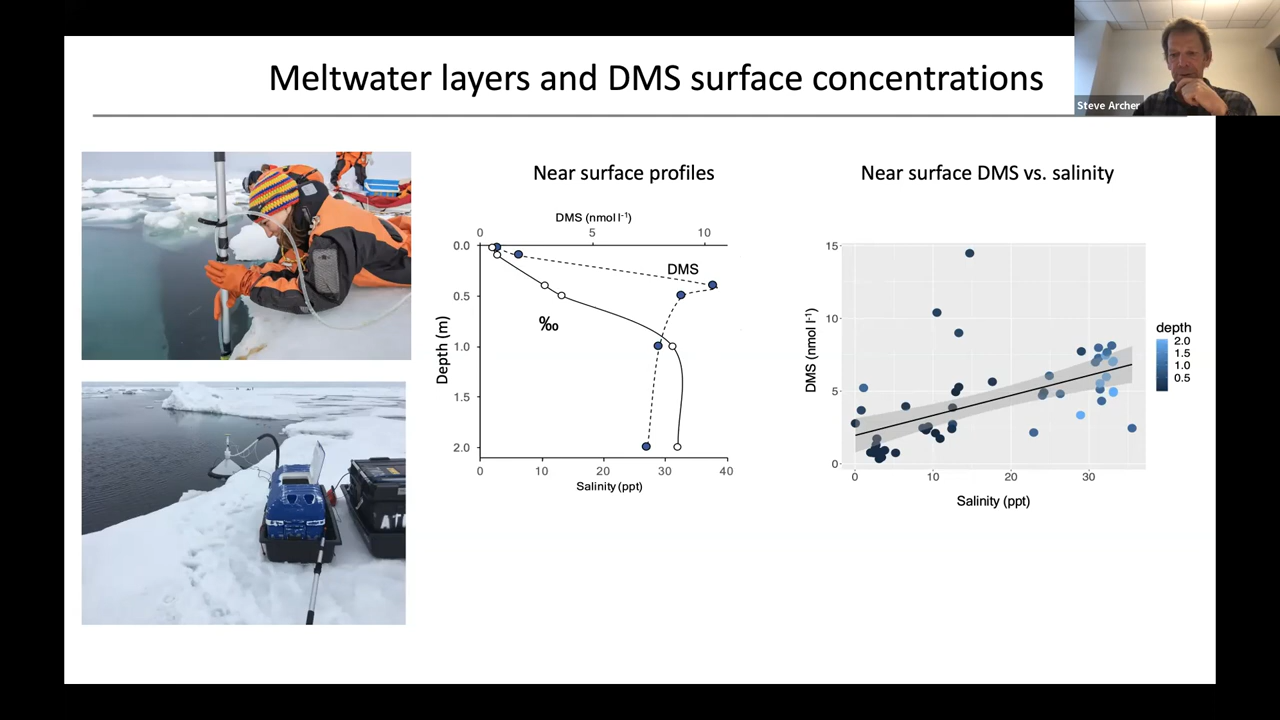 Meltwater layers and DMS surface concentrations
Steve Archer
Near surface profiles
DMS (nmol l-1)
0 5 10
0.0
0.5
1.0
1.5
2.0
Depth (m)
DMS
‰
0 10 20 30 40
Salinity (ppt)
Near surface DMS vs. salinity
15
10
5
0
DMS (nmol l-1)
0 10 20 30
Salinity (ppt)
depth
2.0
1.5
1.0
0.5
AT